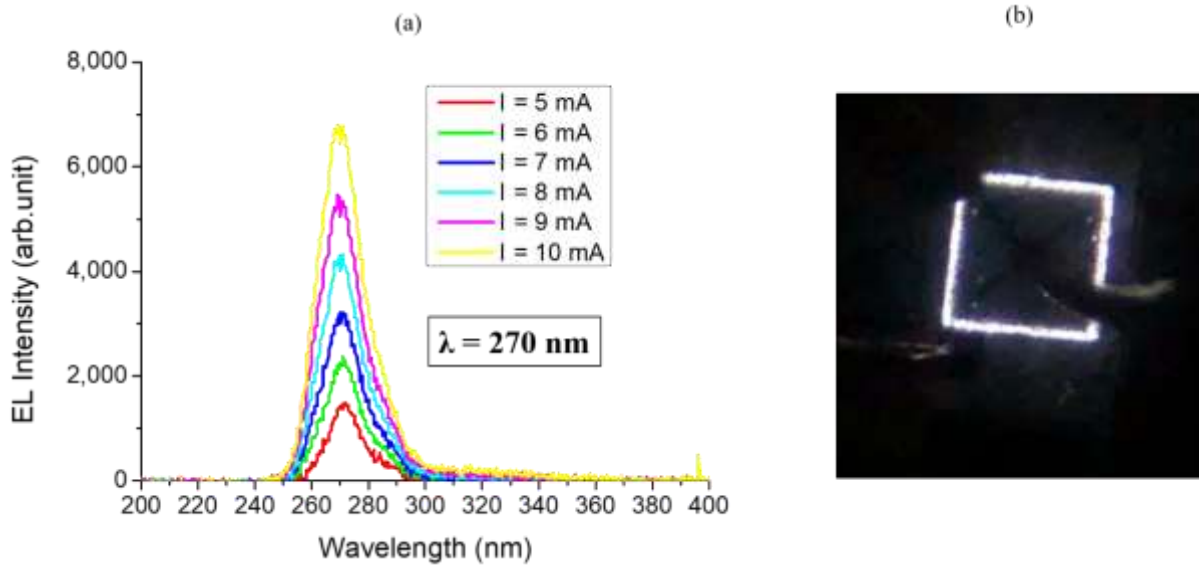 (a)
(b)
8,000
6,000
4,000
2,000
0
EL Intensity (arb.unit)
I = 5 mA
I = 6 mA
I = 7 mA
I = 8 mA
I = 9 mA
I = 10 mA
λ = 270 nm
200 220 240 260 280 300 320 340 360 380 400
Wavelength (nm)